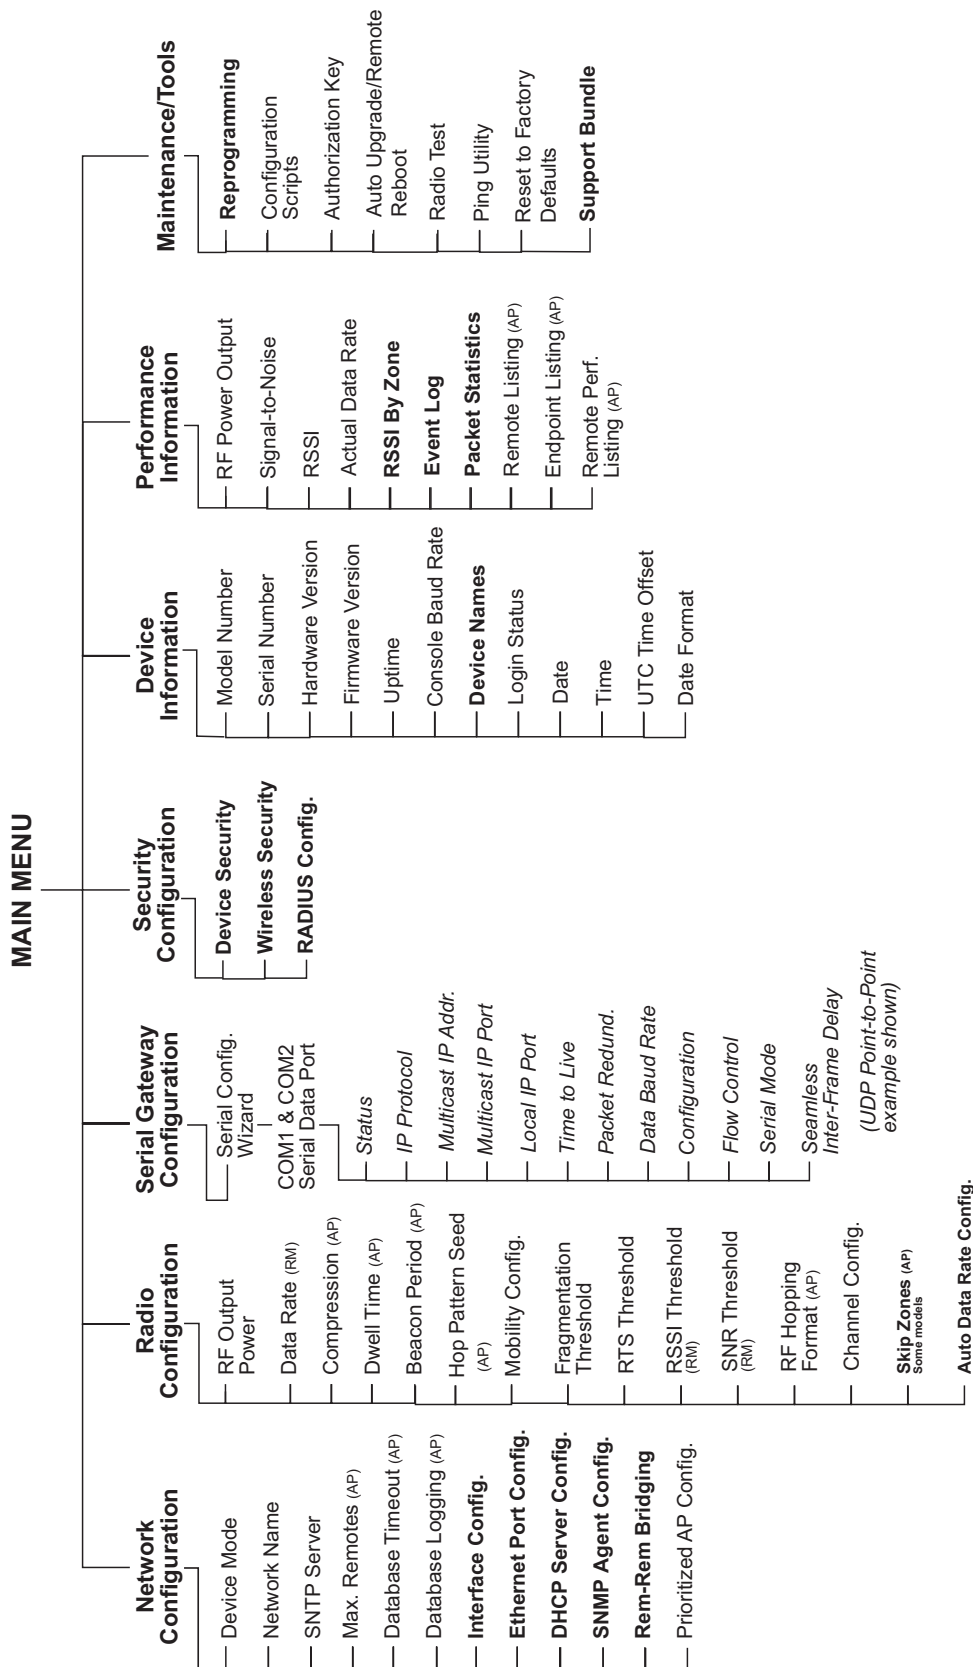 MAIN MENU
Network
Configuration
Device Mode
Network Name
SNTP Server
Max. Remotes (AP)
Database Timeout (AP)
Database Logging (AP)
Interface Config.
Ethernet Port Config.
DHCP Server Config.
SNMP Agent Config.
Rem-Rem Bridging
Prioritized AP Config.
Radio
Configuration
RF Output
Power
Data Rate (RM)
Compression (AP)
Dwell Time (AP)
Beacon Period (AP)
Hop Pattern Seed
(AP)
Mobility Config.
Fragmentation
Threshold
RTS Threshold
RSSI Threshold
(RM)
SNR Threshold
(RM)
RF Hopping
Format (AP)
Channel Config.
Skip Zones (AP)
Some models
Auto Data Rate Config.
Serial Gateway
Configuration
Serial Config.
Wizard
COM1 & COM2
Serial Data Port
Status
IP Protocol
Multicast IP Addr.
Multicast IP Port
Local IP Port
Time to Live
Packet Redund.
Data Baud Rate
Configuration
Flow Control
Serial Mode
Seamless
Inter-Frame Delay
(UDP Point-to-Point
example shown)
Security
Configuration
Device Security
Wireless Security
RADIUS Config.
Device
Information
Model Number
Serial Number
Hardware Version
Firmware Version
Uptime
Console Baud Rate
Device Names
Login Status
Date
Time
UTC Time Offset
Date Format
Performance
Information
RF Power Output
Signal-to-Noise
RSSI
Actual Data Rate
RSSI By Zone
Event Log
Packet Statistics
Remote Listing (AP)
Endpoint Listing (AP)
Remote Perf.
Listing (AP)
Maintenance/Tools
Reprogramming
Configuration
Scripts
Authorization Key
Auto Upgrade/Remote
Reboot
Radio Test
Ping Utility
Reset to Factory
Defaults
Support Bundle